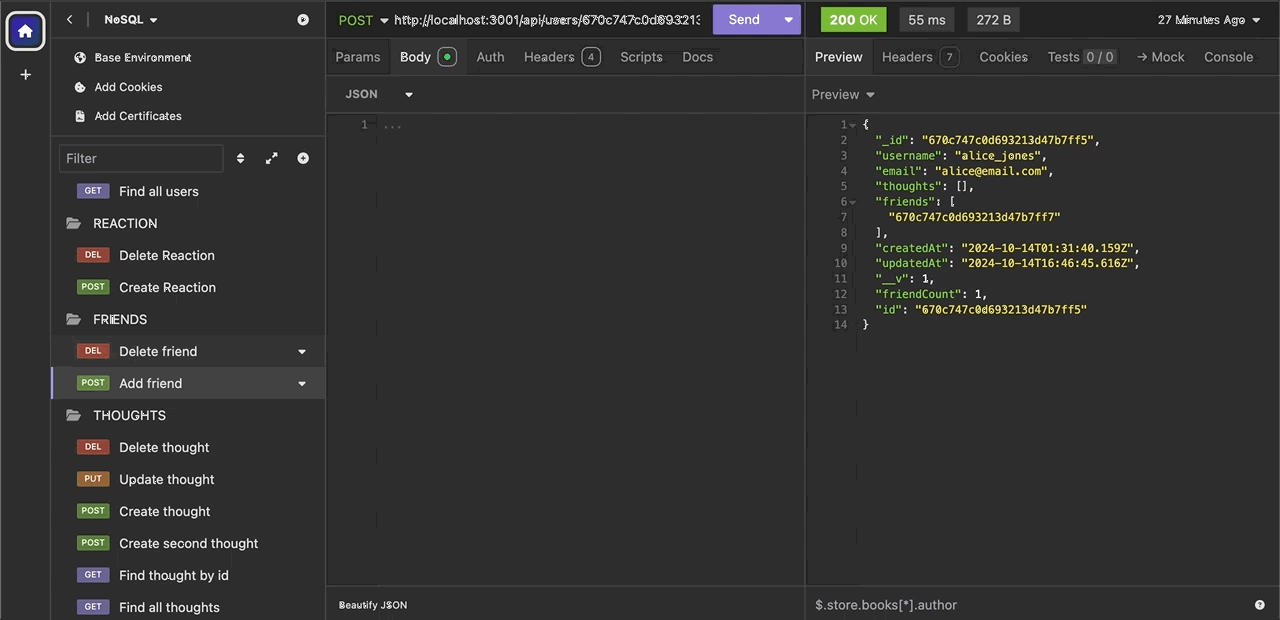 NoSQL
POST http://localhost:3001/api/users/670c747c0d693213
Send
200 OK 55 ms 272 B 27 Minutes Ago
Base Environment
Add Cookies
Add Certificates
Filter
GET Find all users
REACTION
DEL Delete Reaction
POST Create Reaction
FRIENDS
DEL Delete friend
POST Add friend
THOUGHTS
DEL Delete thought
PUT Update thought
POST Create thought
POST Create second thought
GET Find thought by id
GET Find all thoughts
Params Body Auth Headers 4 Scripts Docs
JSON
1 ...
Beautify JSON
Preview Headers 7 Cookies Tests 0 / 0 → Mock Console
Preview
1 {
2 "_id": "670c747c0d693213d47b7ff5",
3 "username": "alice_jones",
4 "email": "alice@email.com",
5 "thoughts": [],
6 "friends": [
7 "670c747c0d693213d47b7ff7"
8 ],
9 "createdAt": "2024-10-14T01:31:40.159Z",
10 "updatedAt": "2024-10-14T16:46:45.616Z",
11 "__v": 1,
12 "friendCount": 1,
13 "id": "670c747c0d693213d47b7ff5"
14 }
$.store.books[*].author